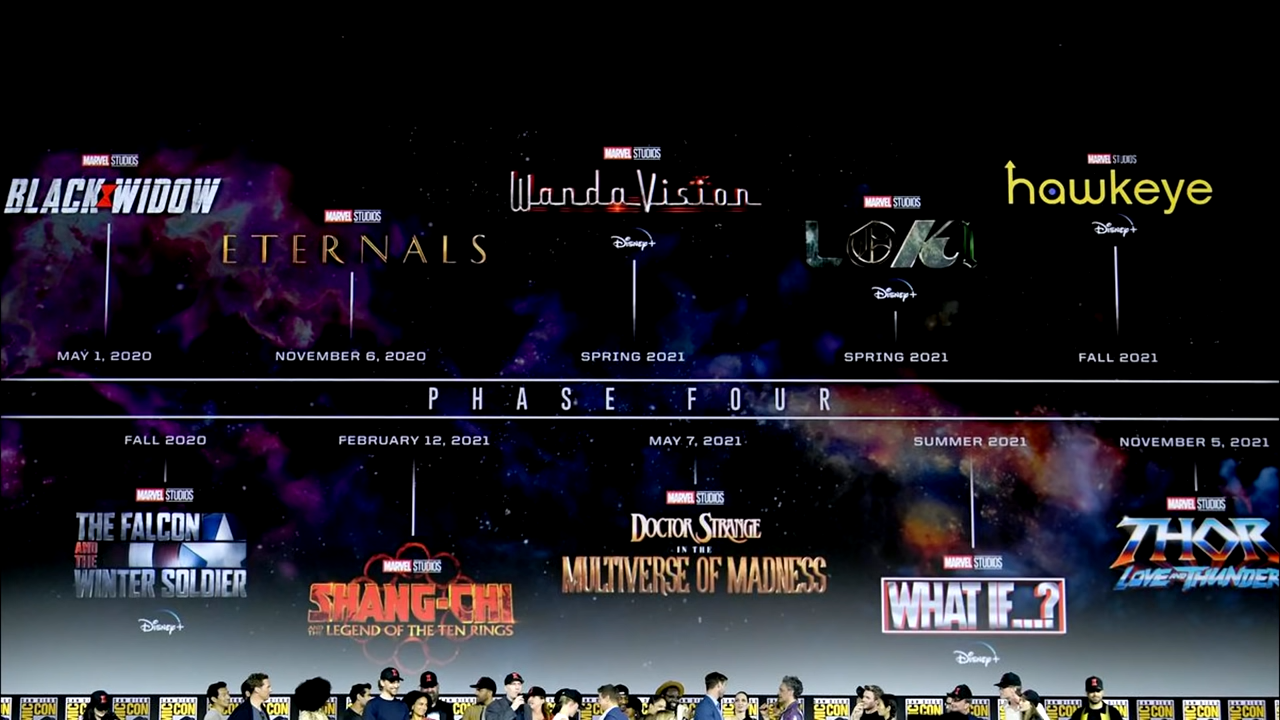 MARVEL STUDIOS
BLACK WIDOW
MAY 1, 2020
MARVEL STUDIOS
ETERNALS
NOVEMBER 6, 2020
MARVEL STUDIOS
WandaVision
Disney+
SPRING 2021
MARVEL STUDIOS
LOKI
Disney+
SPRING 2021
MARVEL STUDIOS
hawkeye
Disney+
FALL 2021
PHASE FOUR
FALL 2020
MARVEL STUDIOS
THE FALCON
AND THE
WINTER SOLDIER
Disney+
FEBRUARY 12, 2021
MARVEL STUDIOS
SHANG-CHI
AND THE LEGEND OF THE TEN RINGS
MAY 7, 2021
MARVEL STUDIOS
DOCTOR STRANGE
IN THE
MULTIVERSE OF MADNESS
SUMMER 2021
MARVEL STUDIOS
WHAT IF...?
Disney+
NOVEMBER 5, 2021
MARVEL STUDIOS
THOR
LOVE AND THUNDER
SAN DIEGO
COMIC CON